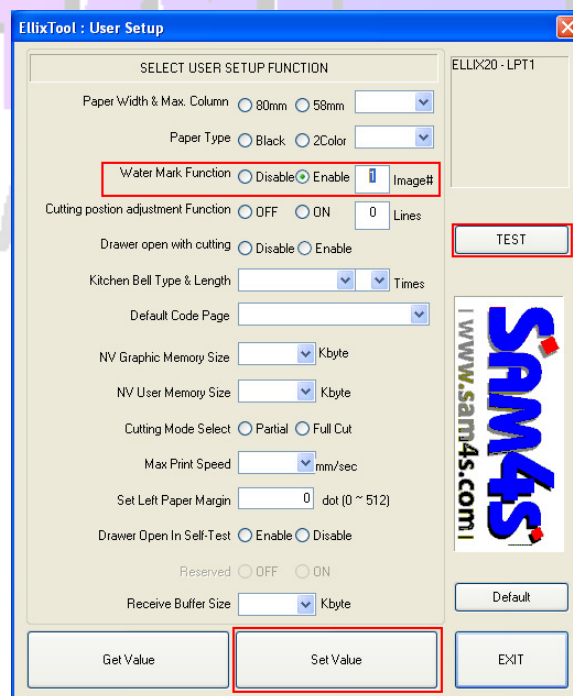 EllixTool : User Setup
SELECT USER SETUP FUNCTION
ELLIX20 - LPT1
Paper Width & Max. Column 80mm 58mm
Paper Type Black 2Color
Water Mark Function Disable Enable 1 Image#
Cutting postion adjustment Function OFF ON 0 Lines
TEST
Drawer open with cutting Disable Enable
Kitchen Bell Type & Length Times
Default Code Page
NV Graphic Memory Size Kbyte
NV User Memory Size Kbyte
Cutting Mode Select Partial Full Cut
Max Print Speed mm/sec
Set Left Paper Margin 0 dot (0 ~ 512)
Drawer Open In Self-Test Enable Disable
Reserved OFF ON
Receive Buffer Size Kbyte
SAM4S
www.sam4s.com
Default
Get Value
Set Value
EXIT